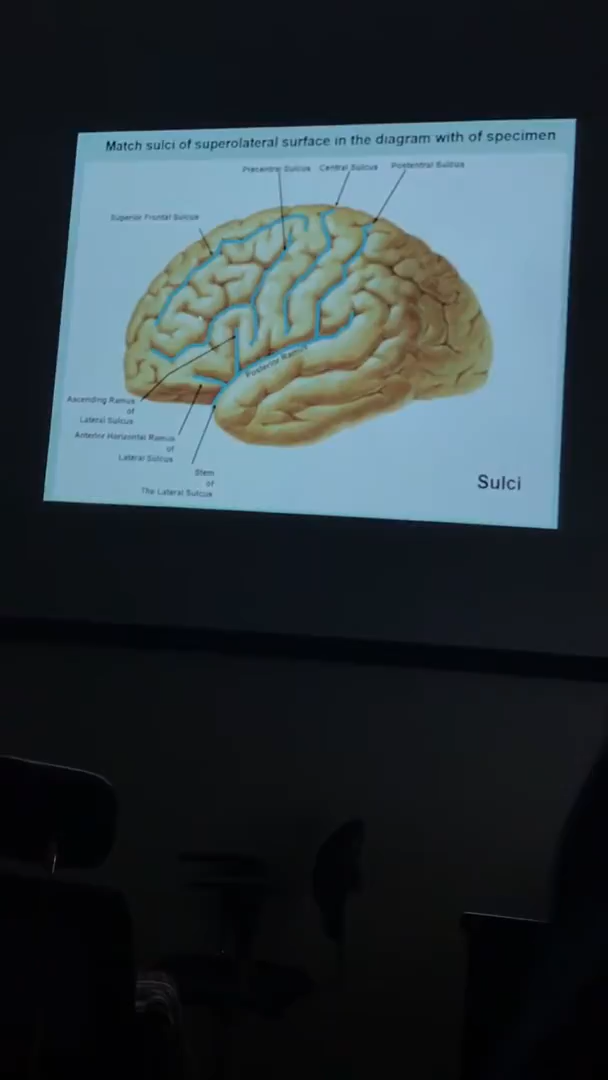 Match sulci of superolateral surface in the diagram with of specimen
Precentral Sulcus Central Sulcus Postentral Sulcus
Superior Frontal Sulcus
Posterior Ramus
Ascending Ramus
of
Lateral Sulcus
Anterior Horizontal Ramus
of
Lateral Sulcus
Stem
of
The Lateral Sulcus
Sulci